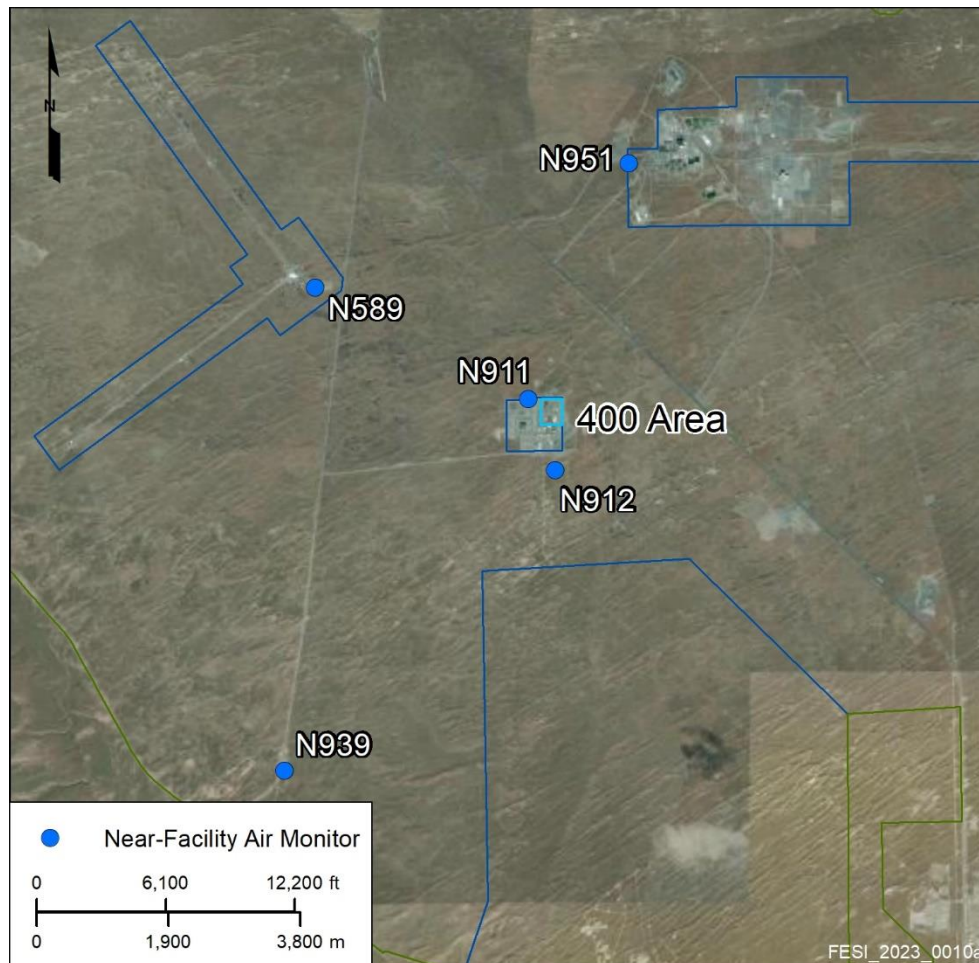 N
N951
N589
N911
400 Area
N912
N939
Near-Facility Air Monitor
0 6,100 12,200 ft
0 1,900 3,800 m
FESI_2023_0010a